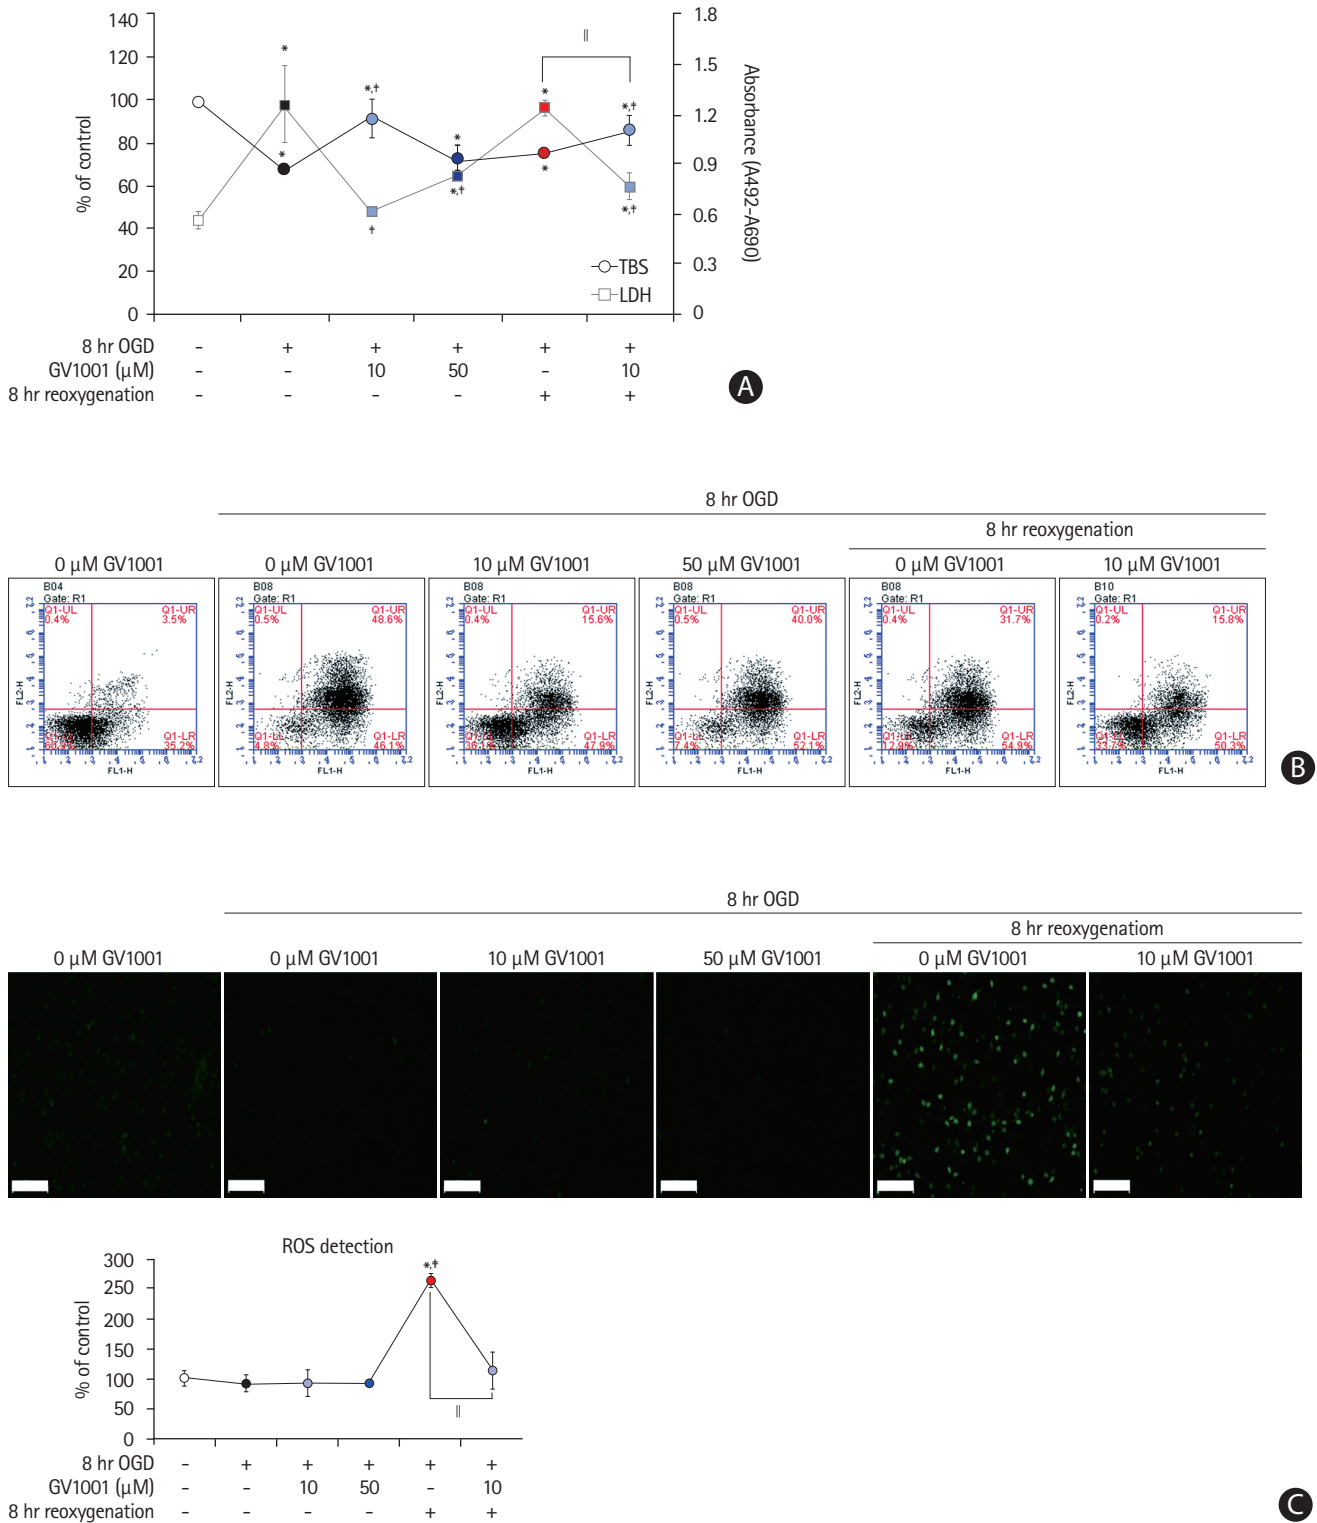 140
120
100
80
60
40
20
0
% of control
1.8
1.5
1.2
0.9
0.6
0.3
0
Absorbance (A492-A690)
* *,† * * *,†
* *,† * *,†
†
||
TBS
LDH
8 hr OGD - + + + + +
GV1001 (µM) - - 10 50 - 10
8 hr reoxygenation - - - - + +
A
8 hr OGD
8 hr reoxygenation
0 µM GV1001 0 µM GV1001 10 µM GV1001 50 µM GV1001 0 µM GV1001 10 µM GV1001
B04 B08 B08 B08 B08 B10
Gate: R1 Gate: R1 Gate: R1 Gate: R1 Gate: R1 Gate: R1
Q1-UL Q1-UR Q1-UL Q1-UR Q1-UL Q1-UR Q1-UL Q1-UR Q1-UL Q1-UR Q1-UL Q1-UR
0.4% 3.5% 0.5% 48.6% 0.4% 15.6% 0.5% 40.0% 0.4% 31.7% 0.2% 15.8%
FL2-H FL2-H FL2-H FL2-H FL2-H FL2-H
Q1-LR Q1-LR Q1-LR Q1-LR Q1-LR Q1-LR
35.2% 4.8% 46.1% 47.9% 7.4% 52.1% 12.9% 54.9% 50.3%
FL1-H FL1-H FL1-H FL1-H FL1-H FL1-H
B
8 hr OGD
8 hr reoxygenatiom
0 µM GV1001 0 µM GV1001 10 µM GV1001 50 µM GV1001 0 µM GV1001 10 µM GV1001
ROS detection
300
250
200
150
100
50
0
% of control
*,†
||
8 hr OGD - + + + + +
GV1001 (µM) - - 10 50 - 10
8 hr reoxygenation - - - - + +
C